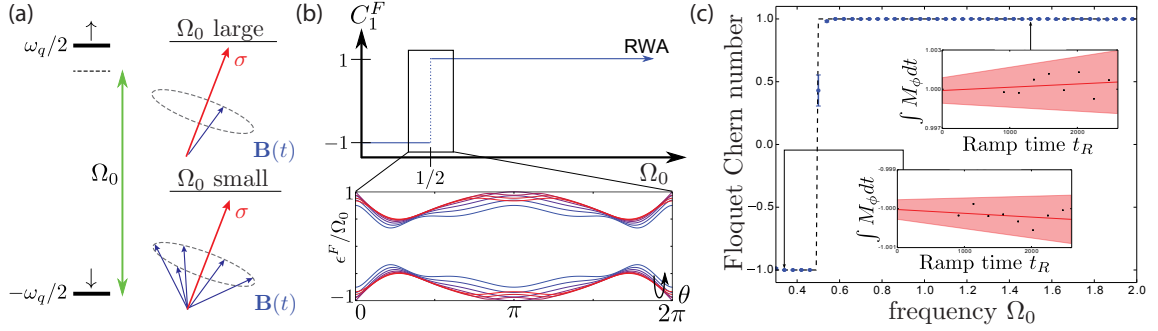 (a)
ω_q/2
↑
Ω_0 large
σ
B(t)
Ω_0
Ω_0 small
σ
B(t)
-ω_q/2
↓
(b)
C_1^F
1
RWA
-1
1/2
Ω_0
ϵ^F/Ω_0
1
-1
0
π
2π
θ
(c)
Floquet Chern number
1.0
0.5
0.0
-0.5
-1.0
0.4 0.6 0.8 1.0 1.2 1.4 1.6 1.8 2.0
frequency Ω_0
∫ M_ϕ dt
1.003
1.000
0.997
0 1000 2000
Ramp time t_R
∫ M_ϕ dt
-0.999
-1.000
-1.001
0 1000 2000
Ramp time t_R